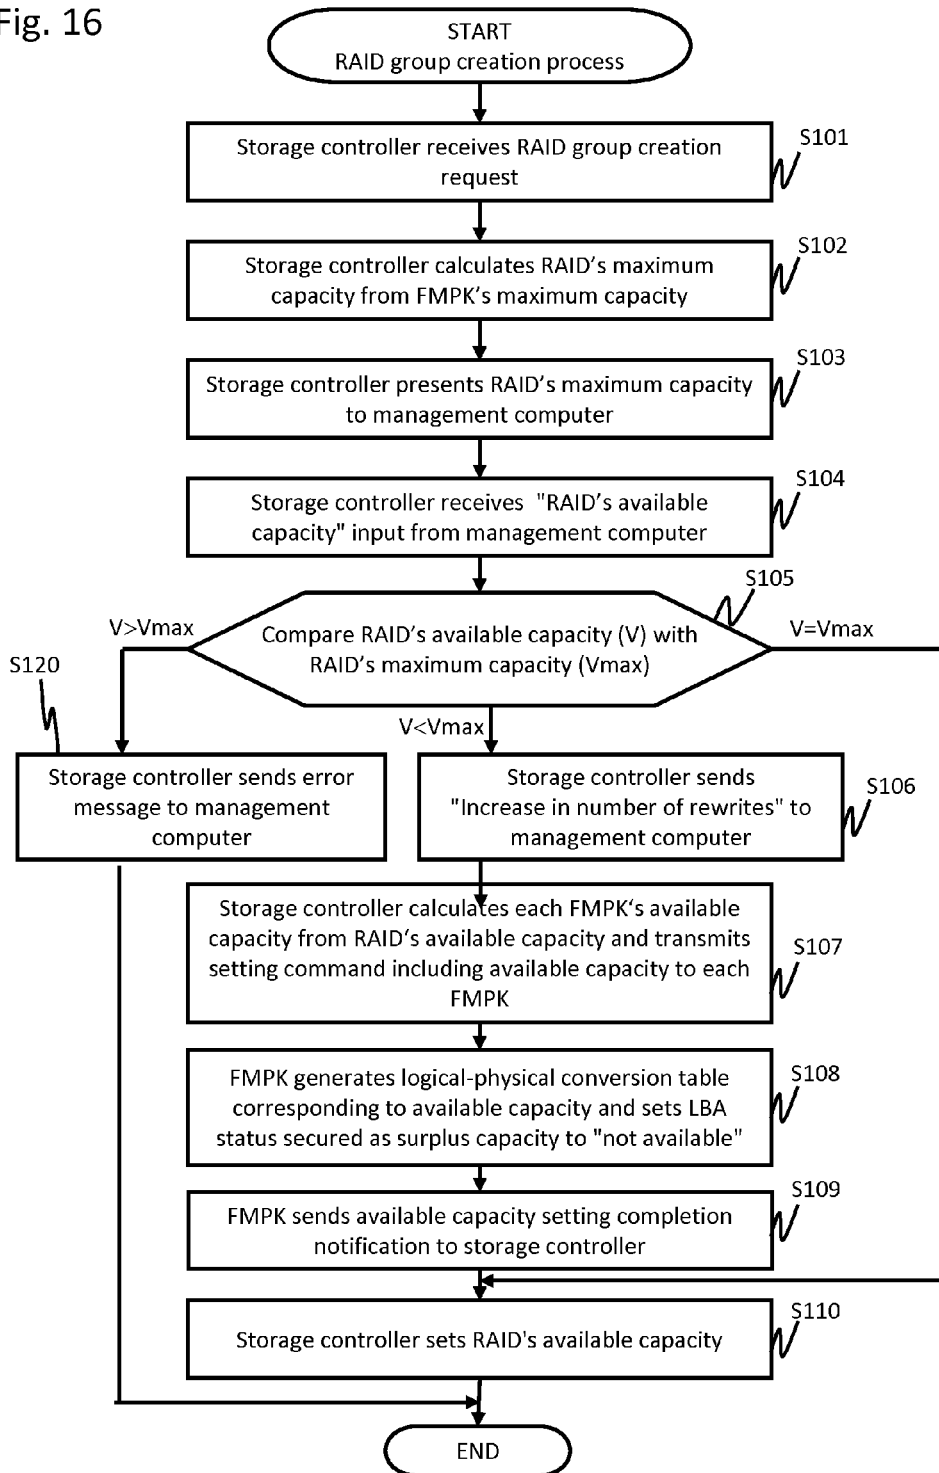 Fig. 16
START
RAID group creation process
S101
Storage controller receives RAID group creation
request
S102
Storage controller calculates RAID's maximum
capacity from FMPK's maximum capacity
S103
Storage controller presents RAID's maximum capacity
to management computer
S104
Storage controller receives "RAID's available
capacity" input from management computer
S105
V>Vmax
V=Vmax
Compare RAID's available capacity (V) with
RAID's maximum capacity (Vmax)
S120
V<Vmax
Storage controller sends error
message to management
computer
Storage controller sends
"Increase in number of rewrites" to
management computer
S106
Storage controller calculates each FMPK's available
capacity from RAID's available capacity and transmits
setting command including available capacity to each
FMPK
S107
FMPK generates logical-physical conversion table
corresponding to available capacity and sets LBA
status secured as surplus capacity to "not available"
S108
S109
FMPK sends available capacity setting completion
notification to storage controller
S110
Storage controller sets RAID's available capacity
END